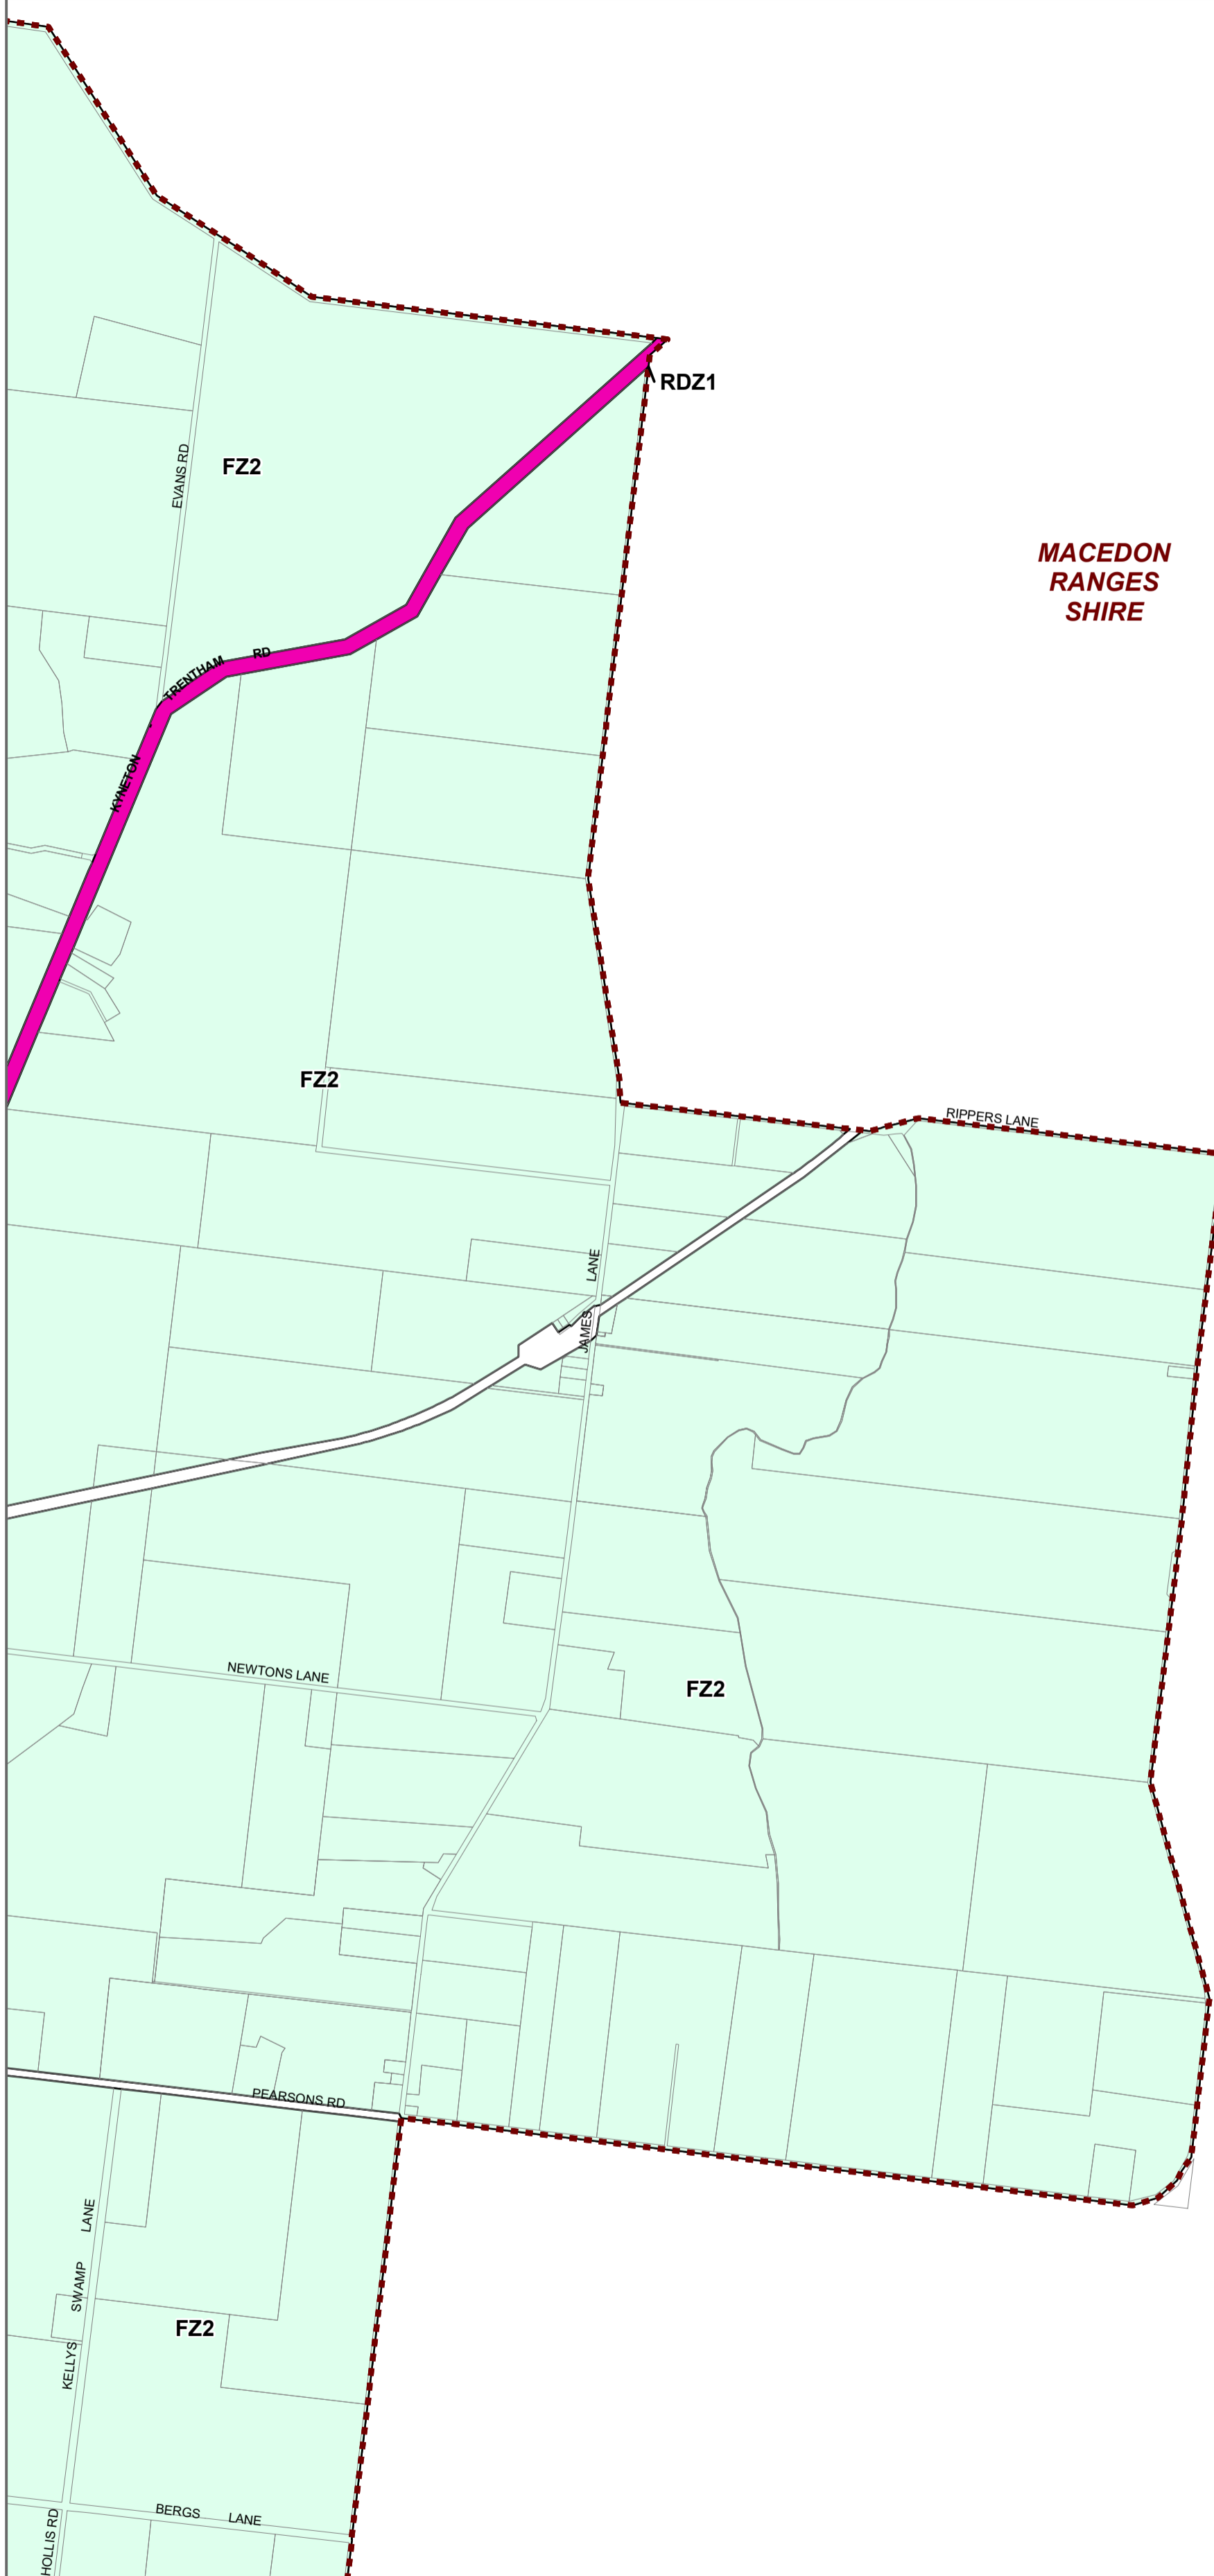 RDZ1
EVANS RD
FZ2
MACEDON
RANGES
SHIRE
KYNETON TRENTHAM RD
FZ2
RIPPERS LANE
JAMES LANE
NEWTONS LANE
FZ2
PEARSONS RD
KELLYS SWAMP LANE
FZ2
BERGS LANE
HOLLIS RD